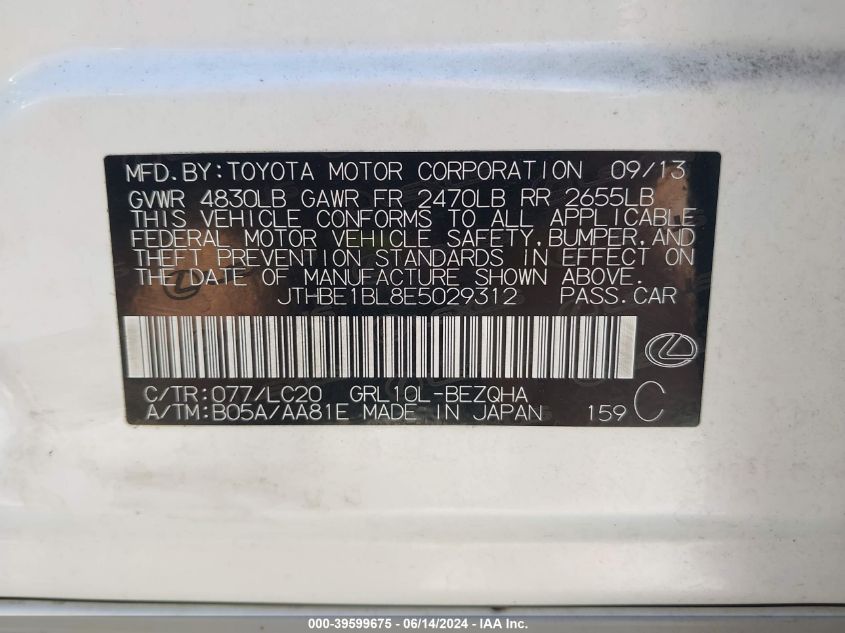 MFD.BY:TOYOTA MOTOR CORPORATION 09/13
GVWR 4830LB GAWR FR 2470LB RR 2655LB
THIS VEHICLE CONFORMS TO ALL APPLICABLE
FEDERAL MOTOR VEHICLE SAFETY,BUMPER,AND
THEFT PREVENTION STANDARDS IN EFFECT ON
THE DATE OF MANUFACTURE SHOWN ABOVE.
JTHBE1BL8E5029312 PASS.CAR
C/TR:077/LC20 GRL10L-BEZQHA
A/TM:B05A/AA81E MADE IN JAPAN 159 C
000-39599675 - 06/14/2024 - IAA Inc.